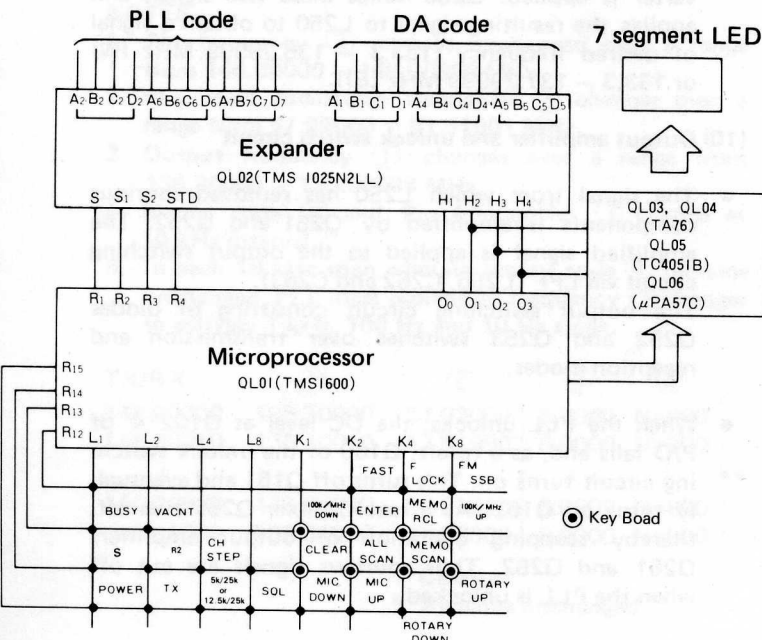 PLL code
DA code
7 segment LED
A2 B2 C2 D2 A6 B6 C6 D6 A7 B7 C7 D7
A1 B1 C1 D1 A4 B4 C4 D4 A5 B5 C5 D5
Expander
QL02(TMS 1025N2LL)
S S1 S2 STD
H1 H2 H3 H4
QL03, QL04
(TA76)
QL05
(TC4051B)
QL06
(μPA57C)
R1 R2 R3 R4
O0 O1 O2 O3
Microprocessor
QL01(TMS1600)
R15
R14
R13
R12
L1 L2 L4 L8 K1 K2 K4 K8
FAST
F LOCK
FM SSB
BUSY
VACNT
100k/MHz DOWN
ENTER
MEMO RCL
100k/MHz UP
Key Boad
S
R2
CH STEP
CLEAR
ALL SCAN
MEMO SCAN
POWER
TX
5k/25k or 12.5k/25k
SQL
MIC DOWN
MIC UP
ROTARY UP
ROTARY DOWN